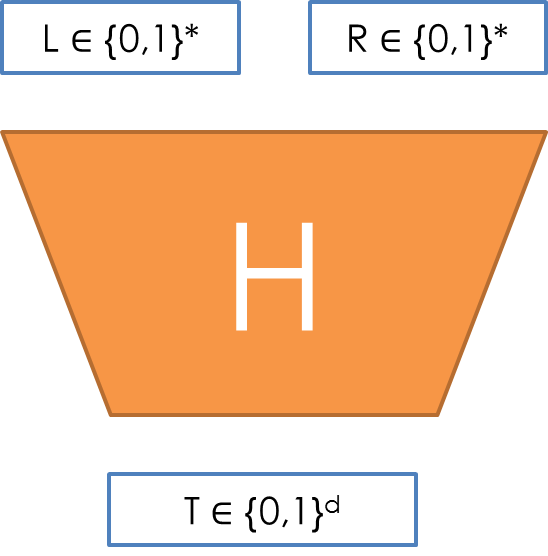 L ∈ {0,1}*
R ∈ {0,1}*
H
T ∈ {0,1}ᵈ